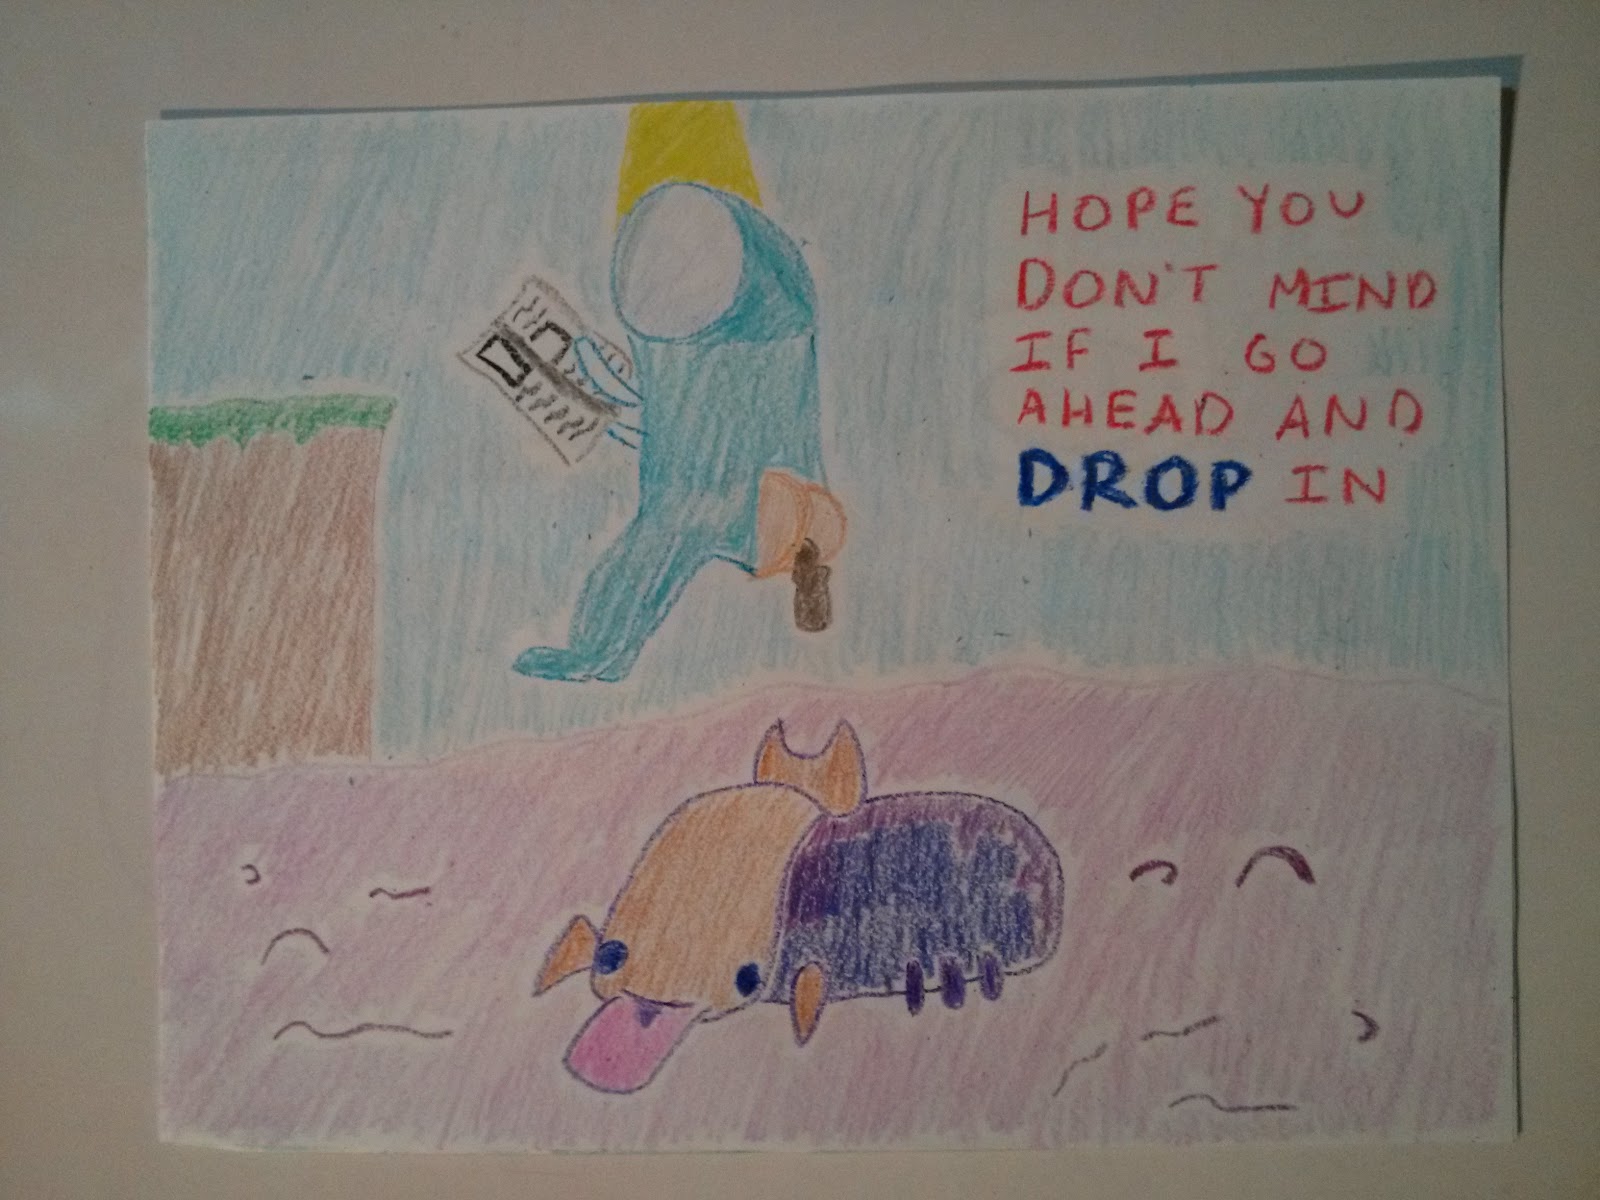 HOPE YOU
DON'T MIND
IF I GO
AHEAD AND
DROP IN